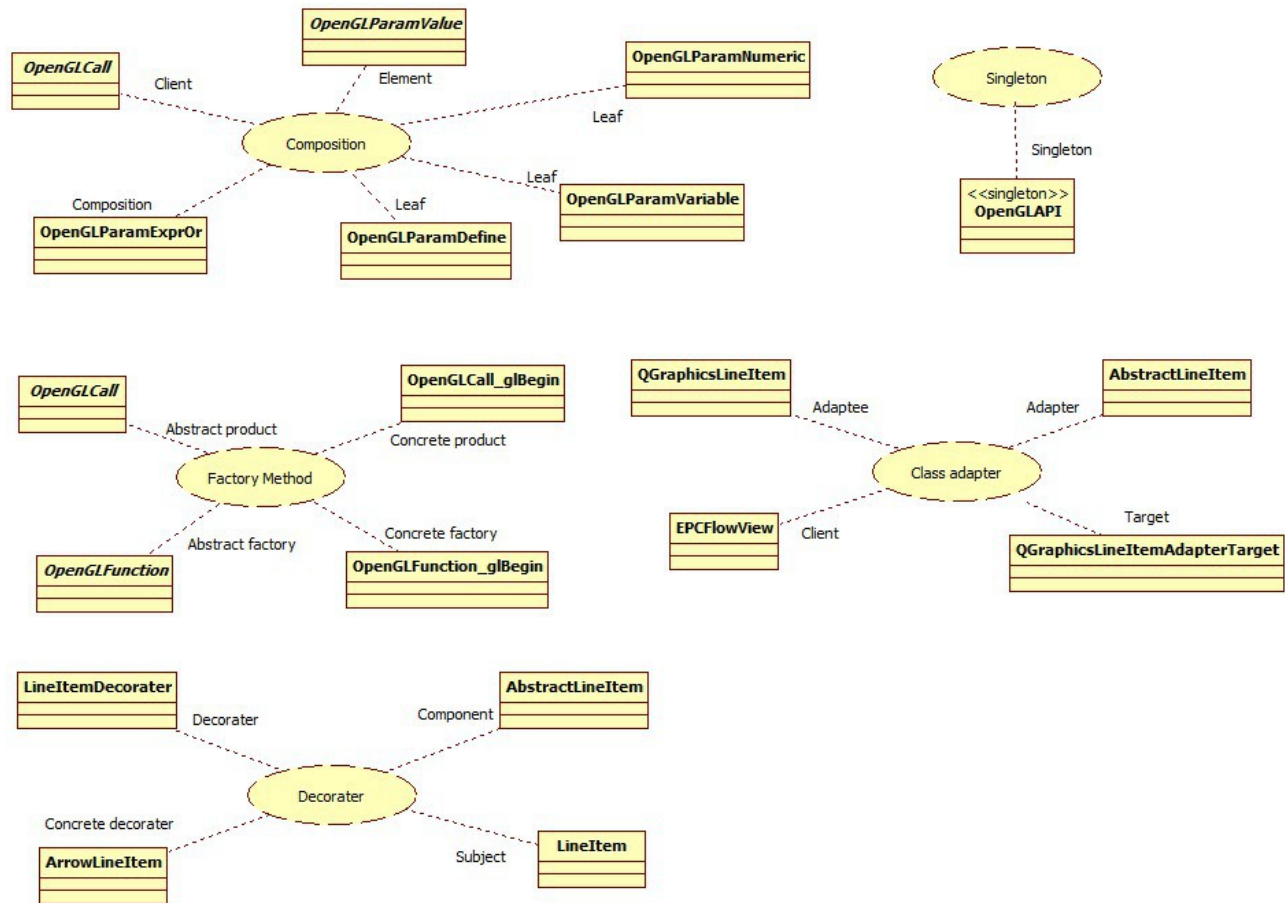 OpenGLParamValue
OpenGLCall
Client
Element
OpenGLParamNumeric
Leaf
Composition
Leaf
OpenGLParamVariable
Composition
OpenGLParamExprOr
Leaf
OpenGLParamDefine
Singleton
Singleton
<<singleton>>
OpenGLAPI
OpenGLCall
Abstract product
OpenGLCall_glBegin
Concrete product
Factory Method
Abstract factory
OpenGLFunction
Concrete factory
OpenGLFunction_glBegin
QGraphicsLineItem
Adaptee
AbstractLineItem
Adapter
Class adapter
EPCFlowView
Client
Target
QGraphicsLineItemAdapterTarget
LineItemDecorater
Decorater
AbstractLineItem
Component
Decorater
Concrete decorater
ArrowLineItem
Subject
LineItem